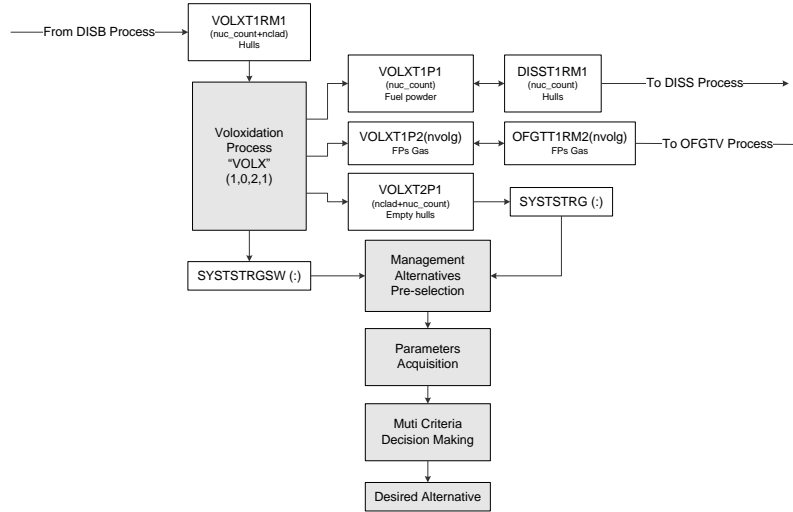 From DISB Process
VOLXT1RM1
(nuc_count+nclad)
Hulls
Voloxidation
Process
“VOLX”
(1,0,2,1)
VOLXT1P1
(nuc_count)
Fuel powder
DISST1RM1
(nuc_count)
Hulls
To DISS Process
VOLXT1P2(nvolg)
FPs Gas
OFGTT1RM2(nvolg)
FPs Gas
To OFGTV Process
VOLXT2P1
(nclad+nuc_count)
Empty hulls
SYSTSTRG (:)
SYSTSTRGSW (:)
Management
Alternatives
Pre-selection
Parameters
Acquisition
Muti Criteria
Decision Making
Desired Alternative